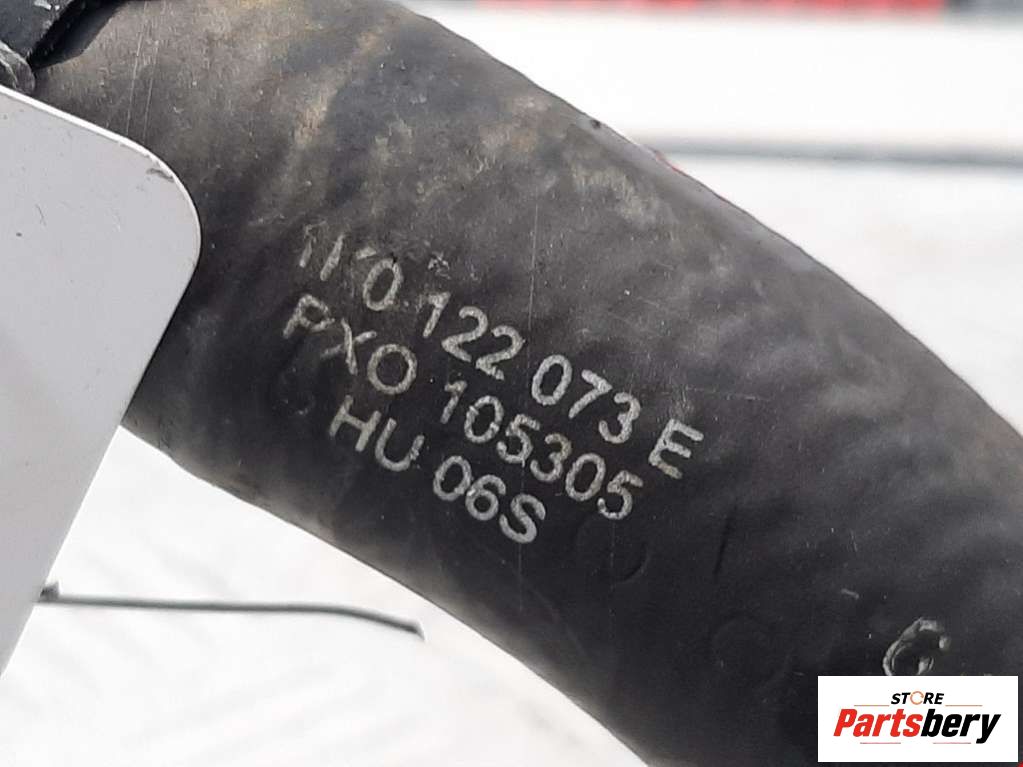 1K0 122 073 E
PXO 105305
HU 06S
STORE
Partsbery